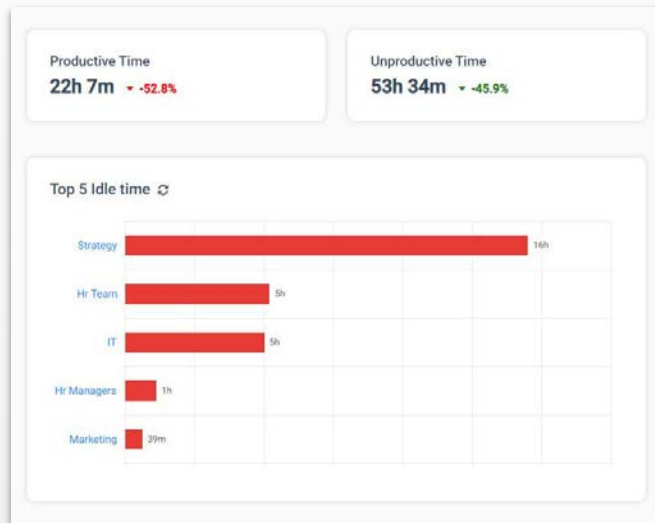 Productive Time
22h 7m ▼ -52.8%
Unproductive Time
53h 34m ▼ -45.9%
Top 5 Idle time
Strategy 16h
Hr Team 5h
IT 5h
Hr Managers 1h
Marketing 39m